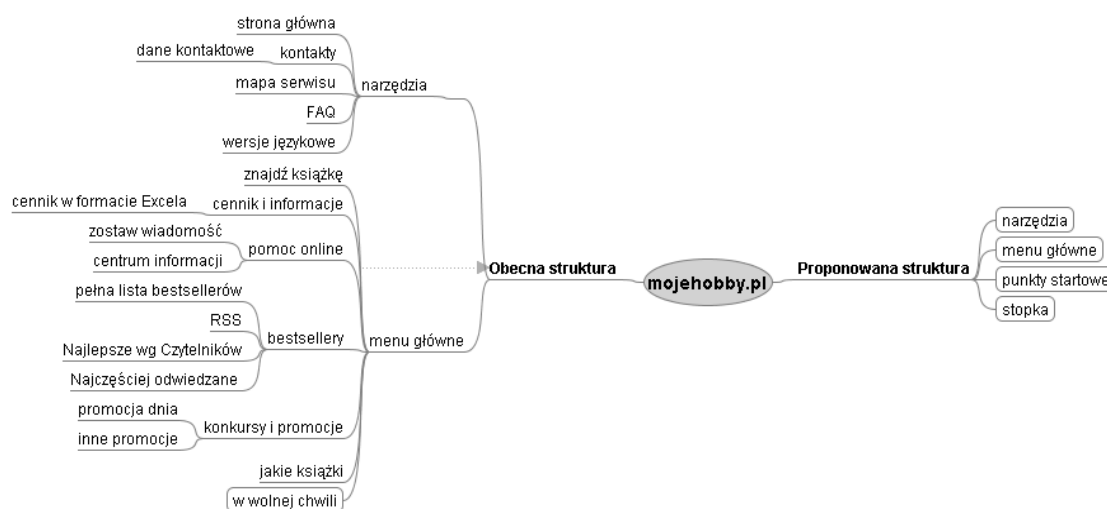 strona główna
dane kontaktowe
kontakty
mapa serwisu
narzędzia
FAQ
wersje językowe
znajdź książkę
cennik w formacie Excela
cennik i informacje
zostaw wiadomość
pomoc online
centrum informacji
pełna lista bestsellerów
RSS
bestsellery
Najlepsze wg Czytelników
menu główne
Najczęściej odwiedzane
promocja dnia
konkursy i promocje
inne promocje
jakie książki
w wolnej chwili
Obecna struktura
mojehobby.pl
Proponowana struktura
narzędzia
menu główne
punkty startowe
stopka